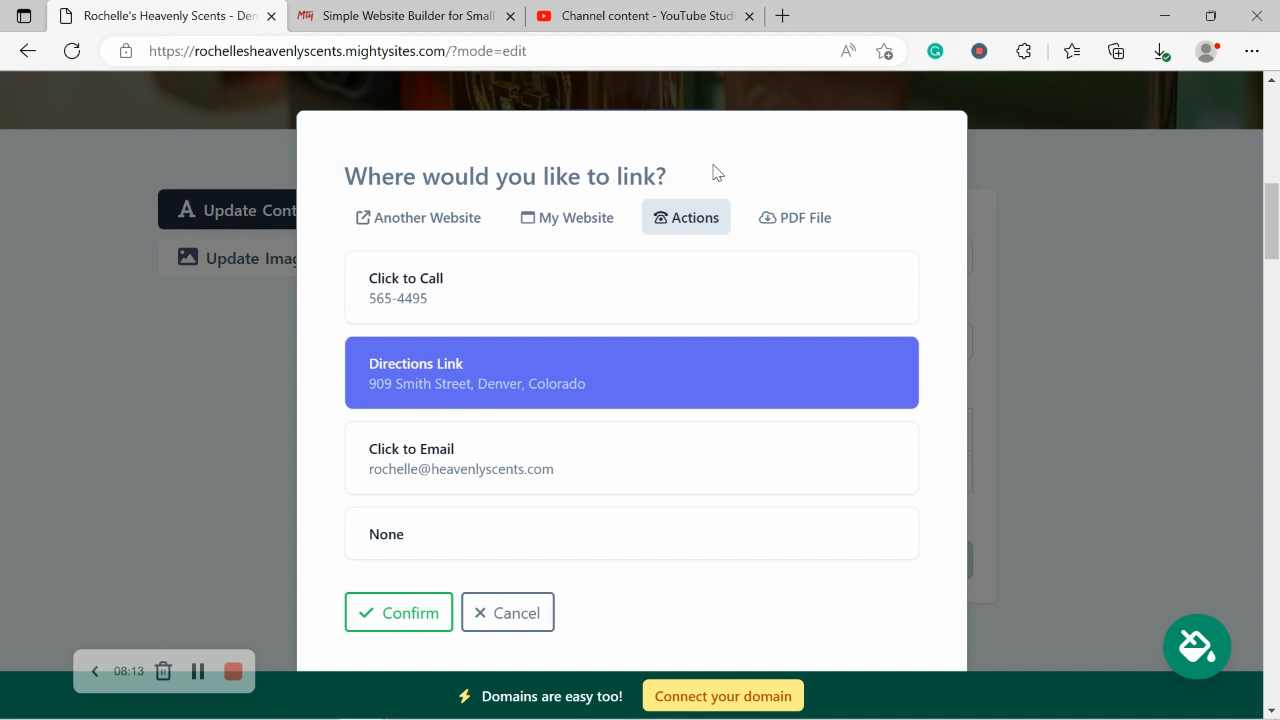 Rochelle's Heavenly Scents - Den
Simple Website Builder for Small
Channel content - YouTube Studi
https://rochellesheavenlyscents.mightysites.com/?mode=edit
Where would you like to link?
Another Website
My Website
Actions
PDF File
Update Cont
Update Imag
Click to Call
565-4495
Directions Link
909 Smith Street, Denver, Colorado
Click to Email
rochelle@heavenlyscents.com
None
Confirm
Cancel
08:13
Domains are easy too!
Connect your domain